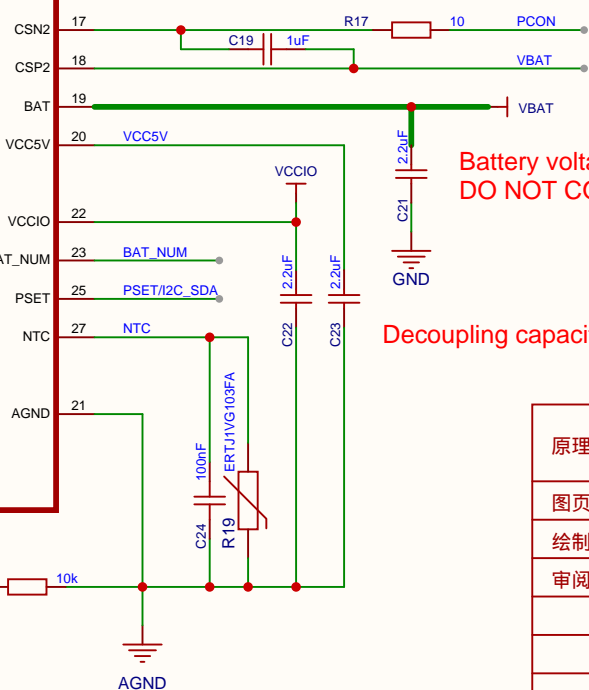 CSN2 17 R17 10 PCON
C19 1uF
CSP2 18 VBAT
BAT 19 VBAT
VCC5V 20 VCC5V
2.2uF
C21
GND
Battery volta
DO NOT CO
VCCIO
VCCIO 22
AT_NUM 23 BAT_NUM
PSET 25 PSET/I2C_SDA
2.2uF
C22
2.2uF
C23
NTC 27 NTC
Decoupling capaci
AGND 21
100nF
C24
ERTJ1VG103FA
R19
10k
AGND
原理
图页
绘制
审阅